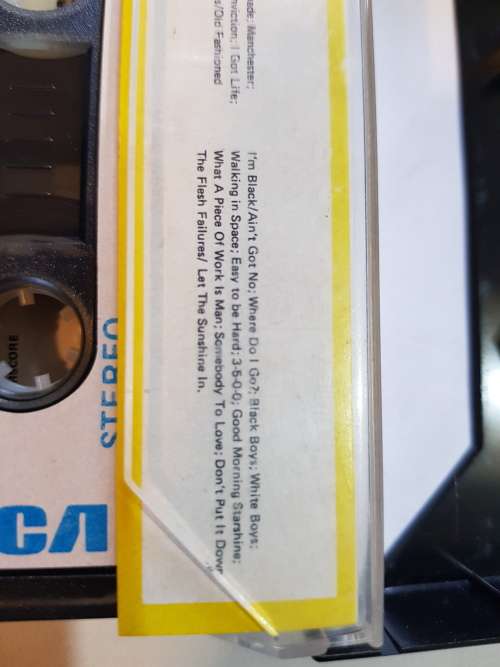 ade; Manchester;
nviction; I Got Life;
s/Old Fashioned
I'm Black/Ain't Got No; Where Do I Go?; Black Boys; White Boys;
Walking in Space; Easy to be Hard; 3-5-0-0; Good Morning Starshine;
What A Piece Of Work Is Man; Somebody To Love; Don't Put It Down
The Flesh Failures/ Let The Sunshine In.
STEREO